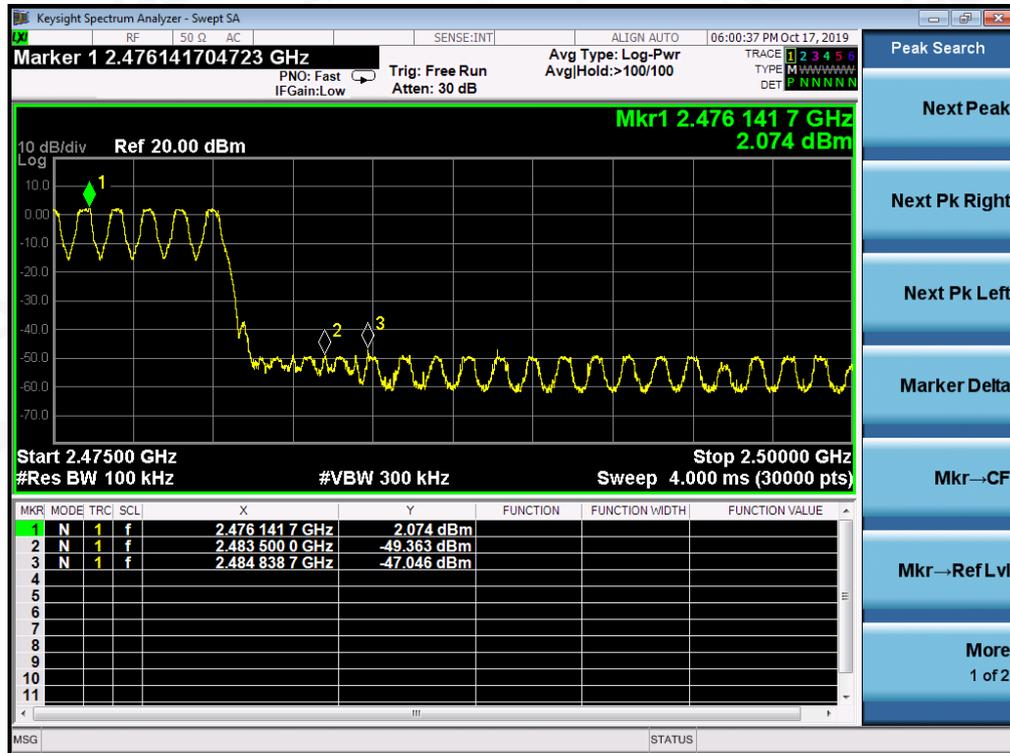 Keysight Spectrum Analyzer - Swept SA
LXI RF 50 Ω AC SENSE:INT ALIGN AUTO 06:00:37 PM Oct 17, 2019
Marker 1 2.476141704723 GHz
PNO: Fast
IFGain:Low
Trig: Free Run
Atten: 30 dB
Avg Type: Log-Pwr
Avg|Hold:>100/100
TRACE 1 2 3 4 5 6
TYPE M WWWWW
DET P N N N N N
Mkr1 2.476 141 7 GHz
2.074 dBm
10 dB/div Ref 20.00 dBm
Log
10.0
0.00
-10.0
-20.0
-30.0
-40.0
-50.0
-60.0
-70.0
1
2
3
Start 2.47500 GHz Stop 2.50000 GHz
#Res BW 100 kHz #VBW 300 kHz Sweep 4.000 ms (30000 pts)
MKR MODE TRC SCL X Y FUNCTION FUNCTION WIDTH FUNCTION VALUE
1 N 1 f 2.476 141 7 GHz 2.074 dBm
2 N 1 f 2.483 500 0 GHz -49.363 dBm
3 N 1 f 2.484 838 7 GHz -47.046 dBm
4
5
6
7
8
9
10
11
MSG STATUS
Peak Search
Next Peak
Next Pk Right
Next Pk Left
Marker Delta
Mkr→CF
Mkr→Ref Lvl
More
1 of 2